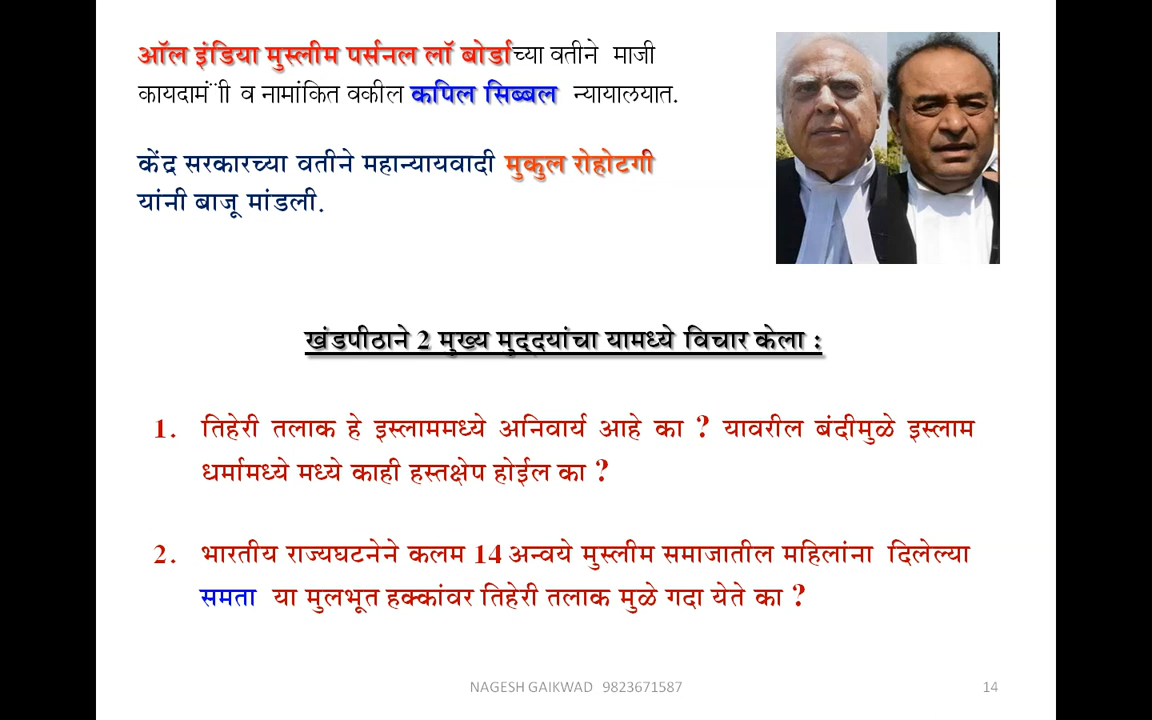 ऑल इंडिया मुस्लीम पर्सनल लॉ बोर्डाच्या वतीने माजी
व नामांकित वकील कपिल सिब्बल न्यायालयात.
केंद्र सरकारच्या वतीने महान्यायवादी मुकुल रोहोटगी
यांनी बाजू मांडली.
खंडपीठाने 2 मुख्य मुद्दयांचा यामध्ये विचार केला :
1. तिहेरी तलाक हे इस्लाममध्ये अनिवार्य आहे का ? यावरील बंदीमुळे इस्लाम
धर्मामध्ये मध्ये काही हस्तक्षेप होईल का ?
2. भारतीय राज्यघटनेने कलम 14 अन्वये मुस्लीम समाजातील महिलांना दिलेल्या
समता या मुलभूत हक्कांवर तिहेरी तलाक मुळे गदा येते का ?
NAGESH GAIKWAD 9823671587
14